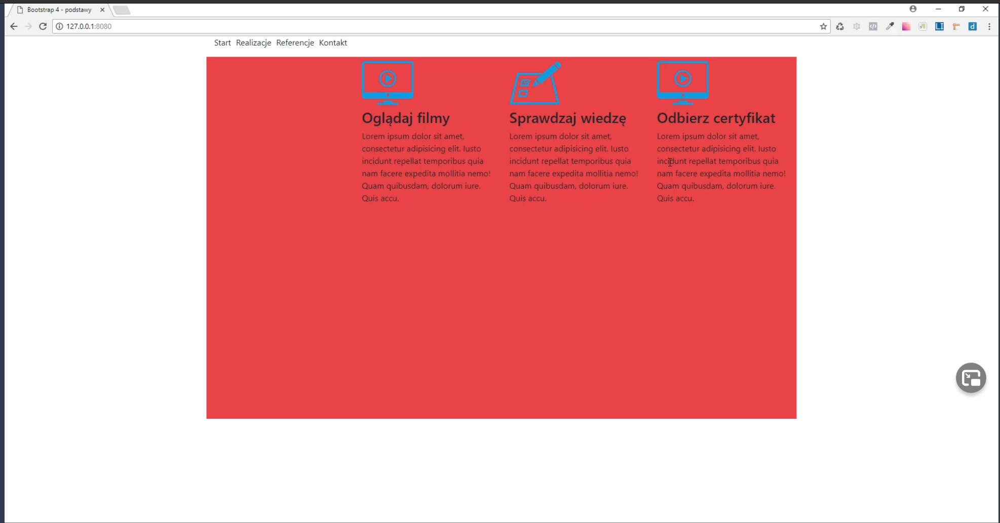 Bootstrap 4 - podstawy
127.0.0.1:8080
Start Realizacje Referencje Kontakt
Oglądaj filmy
Lorem ipsum dolor sit amet,
consectetur adipisicing elit. Iusto
incidunt repellat temporibus quia
nam facere expedita mollitia nemo!
Quam quibusdam, dolorum iure.
Quis accu.
Sprawdzaj wiedzę
Lorem ipsum dolor sit amet,
consectetur adipisicing elit. Iusto
incidunt repellat temporibus quia
nam facere expedita mollitia nemo!
Quam quibusdam, dolorum iure.
Quis accu.
Odbierz certyfikat
Lorem ipsum dolor sit amet,
consectetur adipisicing elit. Iusto
incidunt repellat temporibus quia
nam facere expedita mollitia nemo!
Quam quibusdam, dolorum iure.
Quis accu.